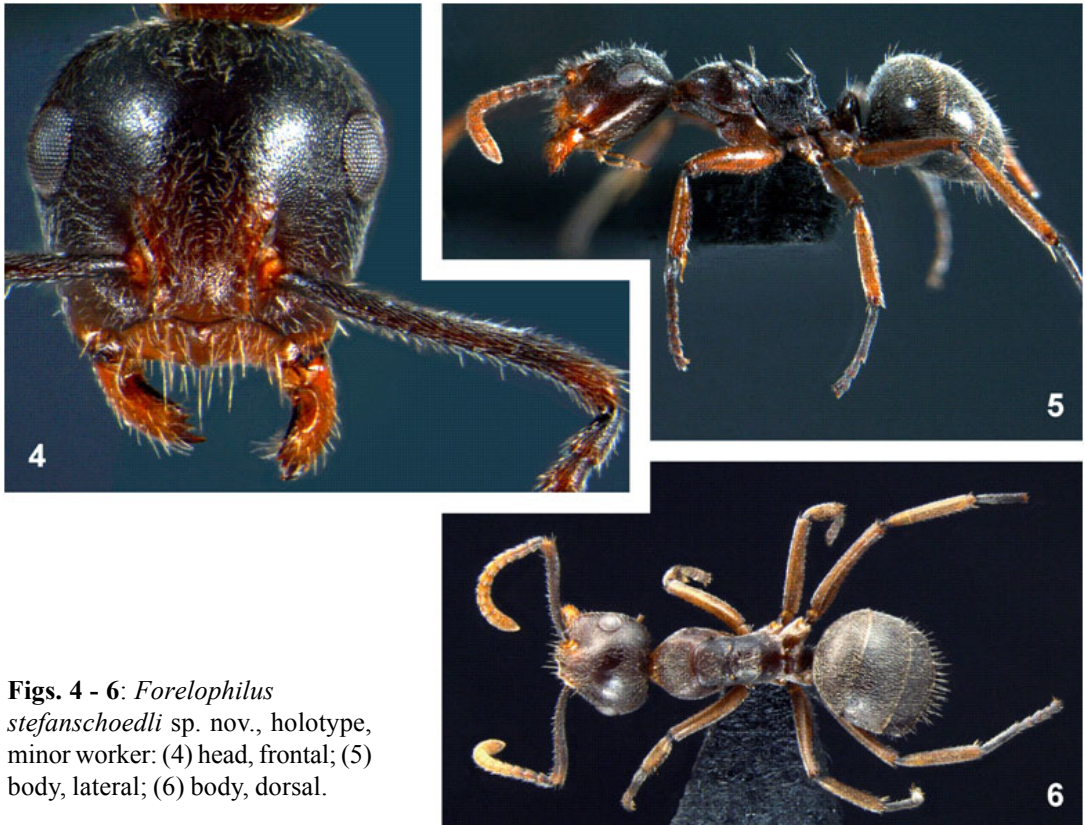 4
5
6
Figs. 4 - 6: Forelophilus
stefanschoedli sp. nov., holotype,
minor worker: (4) head, frontal; (5)
body, lateral; (6) body, dorsal.